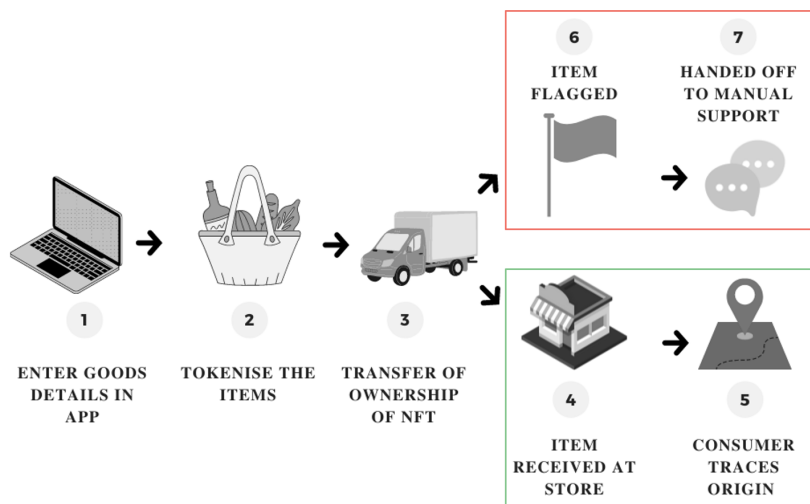 1
ENTER GOODS
DETAILS IN
APP
2
TOKENISE THE
ITEMS
3
TRANSFER OF
OWNERSHIP
OF NFT
4
ITEM
RECEIVED AT
STORE
5
CONSUMER
TRACES
ORIGIN
6
ITEM
FLAGGED
7
HANDED OFF
TO MANUAL
SUPPORT